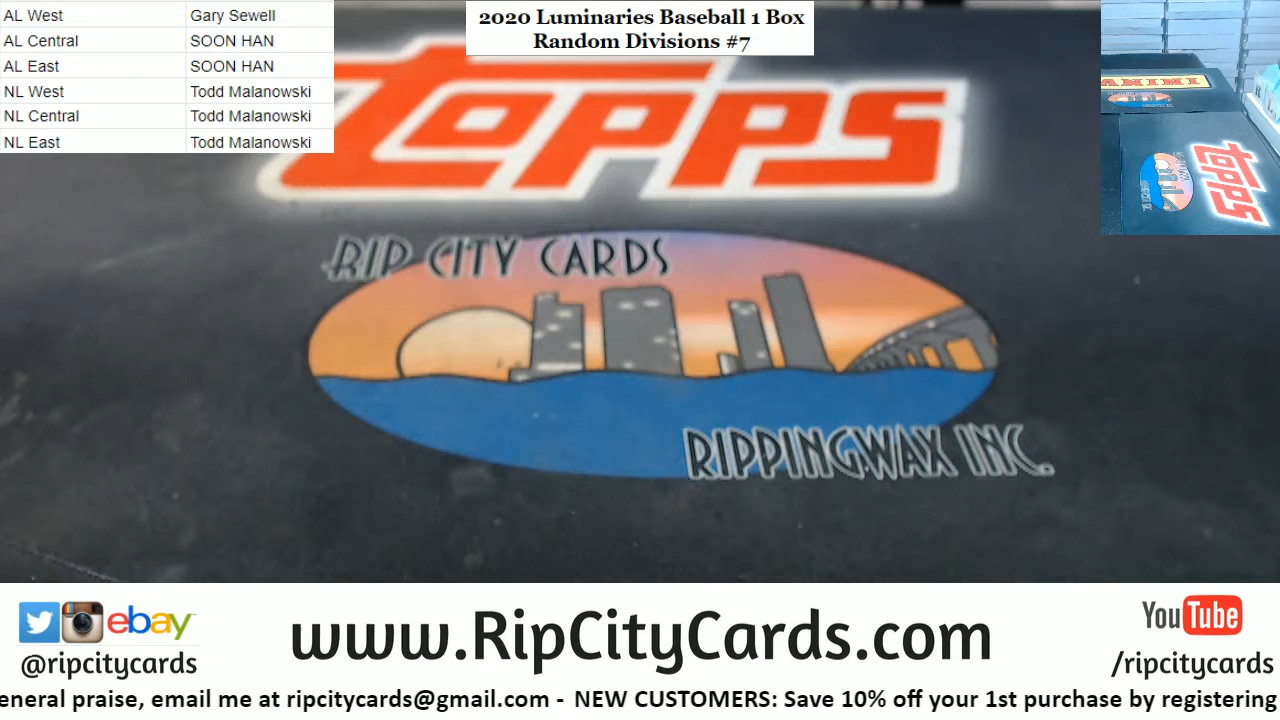 AL West Gary Sewell
AL Central SOON HAN
AL East SOON HAN
NL West Todd Malanowski
NL Central Todd Malanowski
NL East Todd Malanowski
2020 Luminaries Baseball 1 Box
Random Divisions #7
topps
RIP CITY CARDS
RIPPINGWAX INC.
ANINI
topps
ebay
@ripcitycards
www.RipCityCards.com
YouTube
/ripcitycards
eneral praise, email me at ripcitycards@gmail.com - NEW CUSTOMERS: Save 10% off your 1st purchase by registering